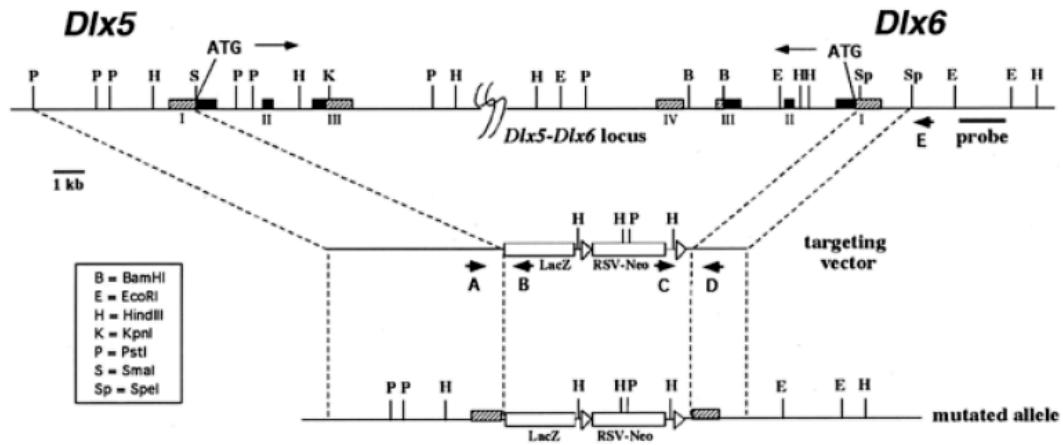 Dlx5 Dlx6
ATG ATG
P P P H S P P H K P H H E P B B E H H Sp Sp E E H
I II III IV III II I
Dlx5-Dlx6 locus
E probe
1 kb
H H P H
targeting
vector
LacZ RSV-Neo
A B C D
B = BamHI
E = EcoRI
H = HindIII
K = KpnI
P = PstI
S = SmaI
Sp = SpeI
P P H H H P H E E H
mutated allele
LacZ RSV-Neo